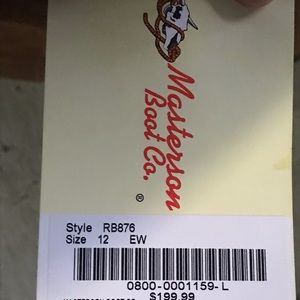 Masterson
Boot Co.
®
Style RB876
Size 12 EW
0800-0001159-L
$199.99